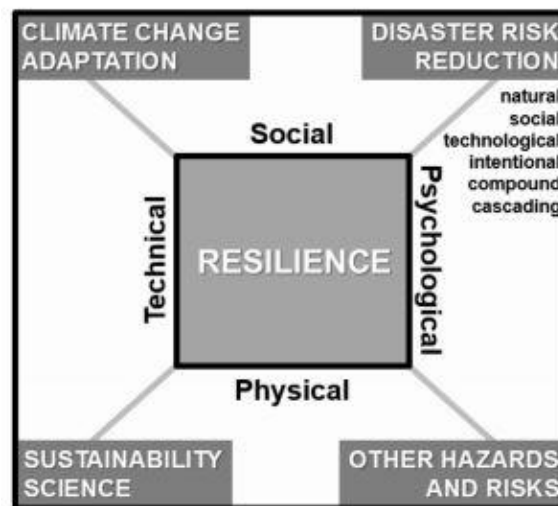 CLIMATE CHANGE
ADAPTATION
DISASTER RISK
REDUCTION
natural
social
technological
intentional
compound
cascading
Social
Technical
RESILIENCE
Psychological
Physical
SUSTAINABILITY
SCIENCE
OTHER HAZARDS
AND RISKS